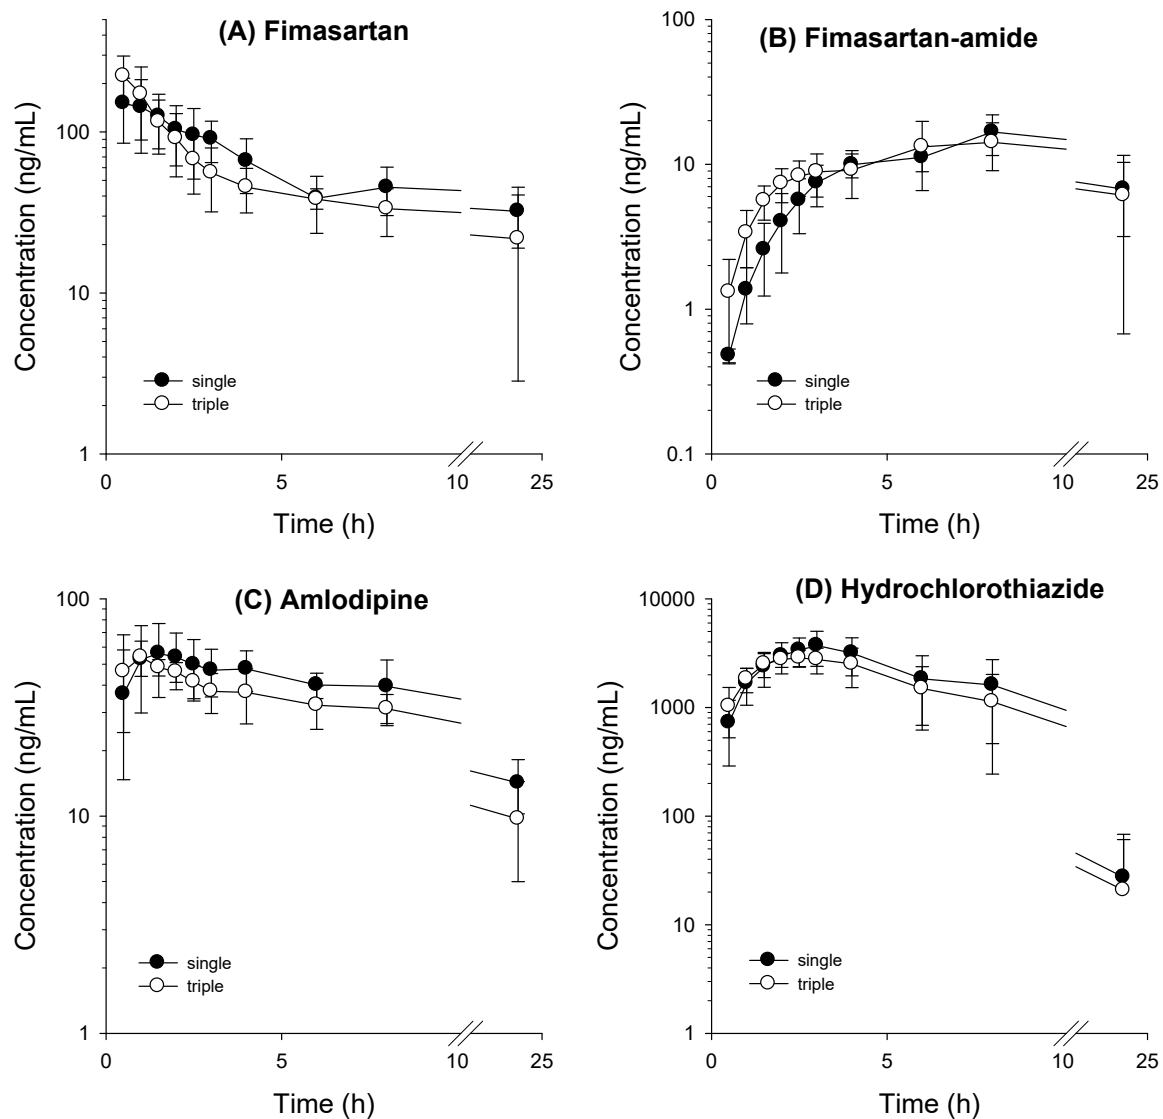 (A) Fimasartan
Concentration (ng/mL)
100
10
1
single
triple
0 5 10 25
Time (h)
(B) Fimasartan-amide
Concentration (ng/mL)
100
10
1
0.1
single
triple
0 5 10 25
Time (h)
(C) Amlodipine
Concentration (ng/mL)
100
10
1
single
triple
0 5 10 25
Time (h)
(D) Hydrochlorothiazide
Concentration (ng/mL)
10000
1000
100
10
1
single
triple
0 5 10 25
Time (h)